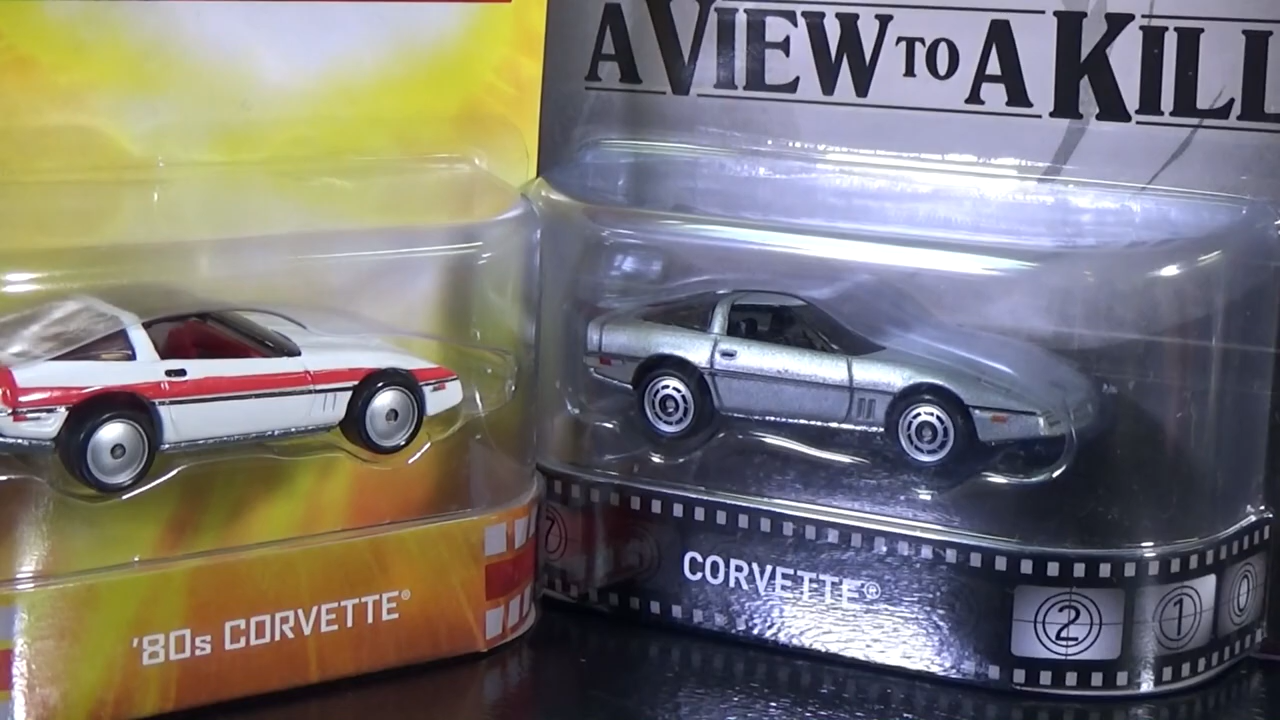 A VIEW TO A KILL
'80s CORVETTE®
CORVETTE®
2
1
0